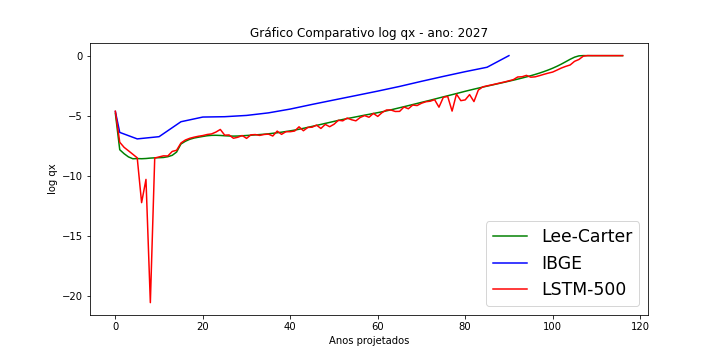 Gráfico Comparativo log qx - ano: 2027
log qx
0
−5
−10
−15
−20
0 20 40 60 80 100 120
Anos projetados
Lee-Carter
IBGE
LSTM-500